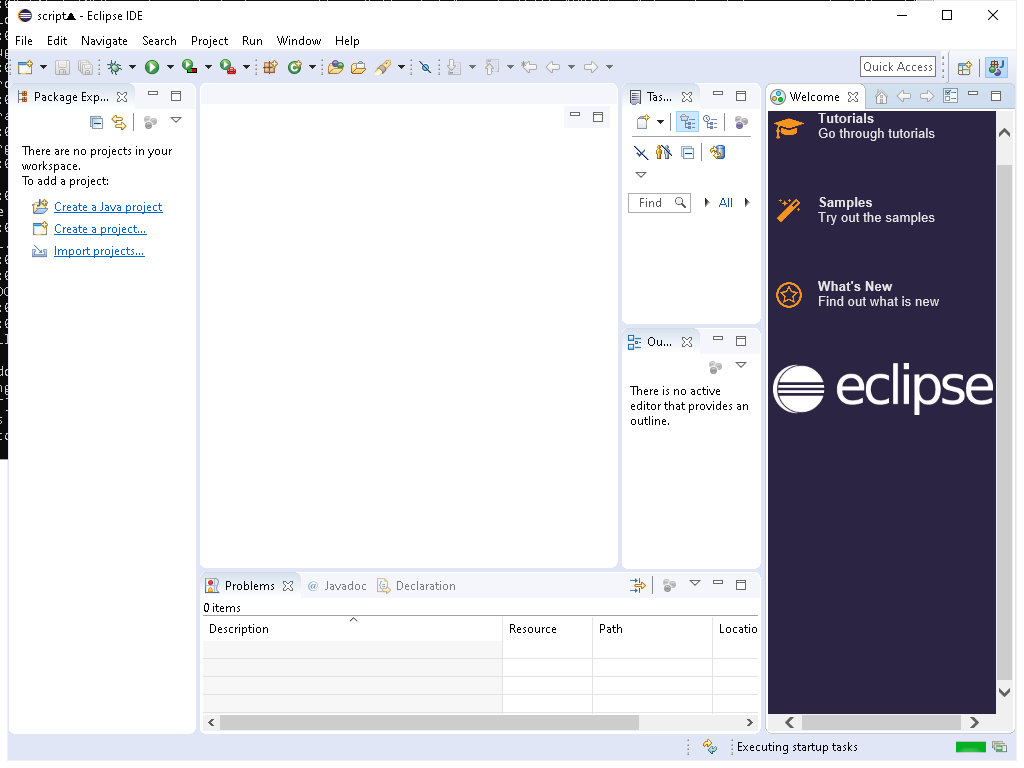 script▲ - Eclipse IDE
File Edit Navigate Search Project Run Window Help
Quick Access
Package Exp...
There are no projects in your
workspace.
To add a project:
Create a Java project
Create a project...
Import projects...
Tas...
Find
All
Ou...
There is no active
editor that provides an
outline.
Welcome
Tutorials
Go through tutorials
Samples
Try out the samples
What's New
Find out what is new
eclipse
Problems @ Javadoc Declaration
0 items
Description Resource Path Locatio
Executing startup tasks